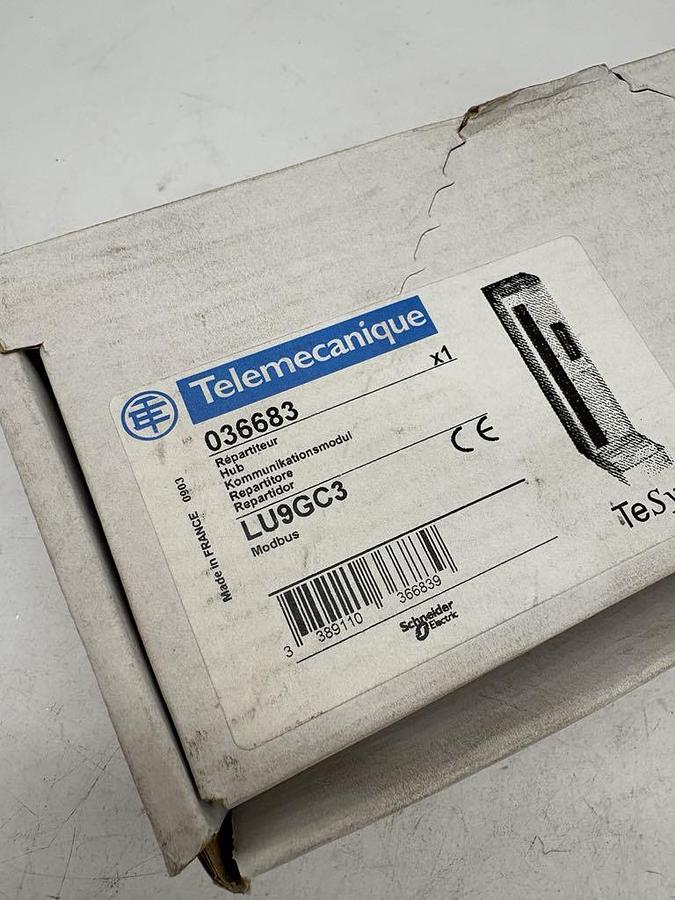 Telemecanique
036683
x1
Répartiteur
Hub
Kommunikationsmodul
Repartitore
Repartidor
LU9GC3
Modbus
Made in FRANCE 0903
3 389110 366839
Schneider
Electric
CE
TeSy